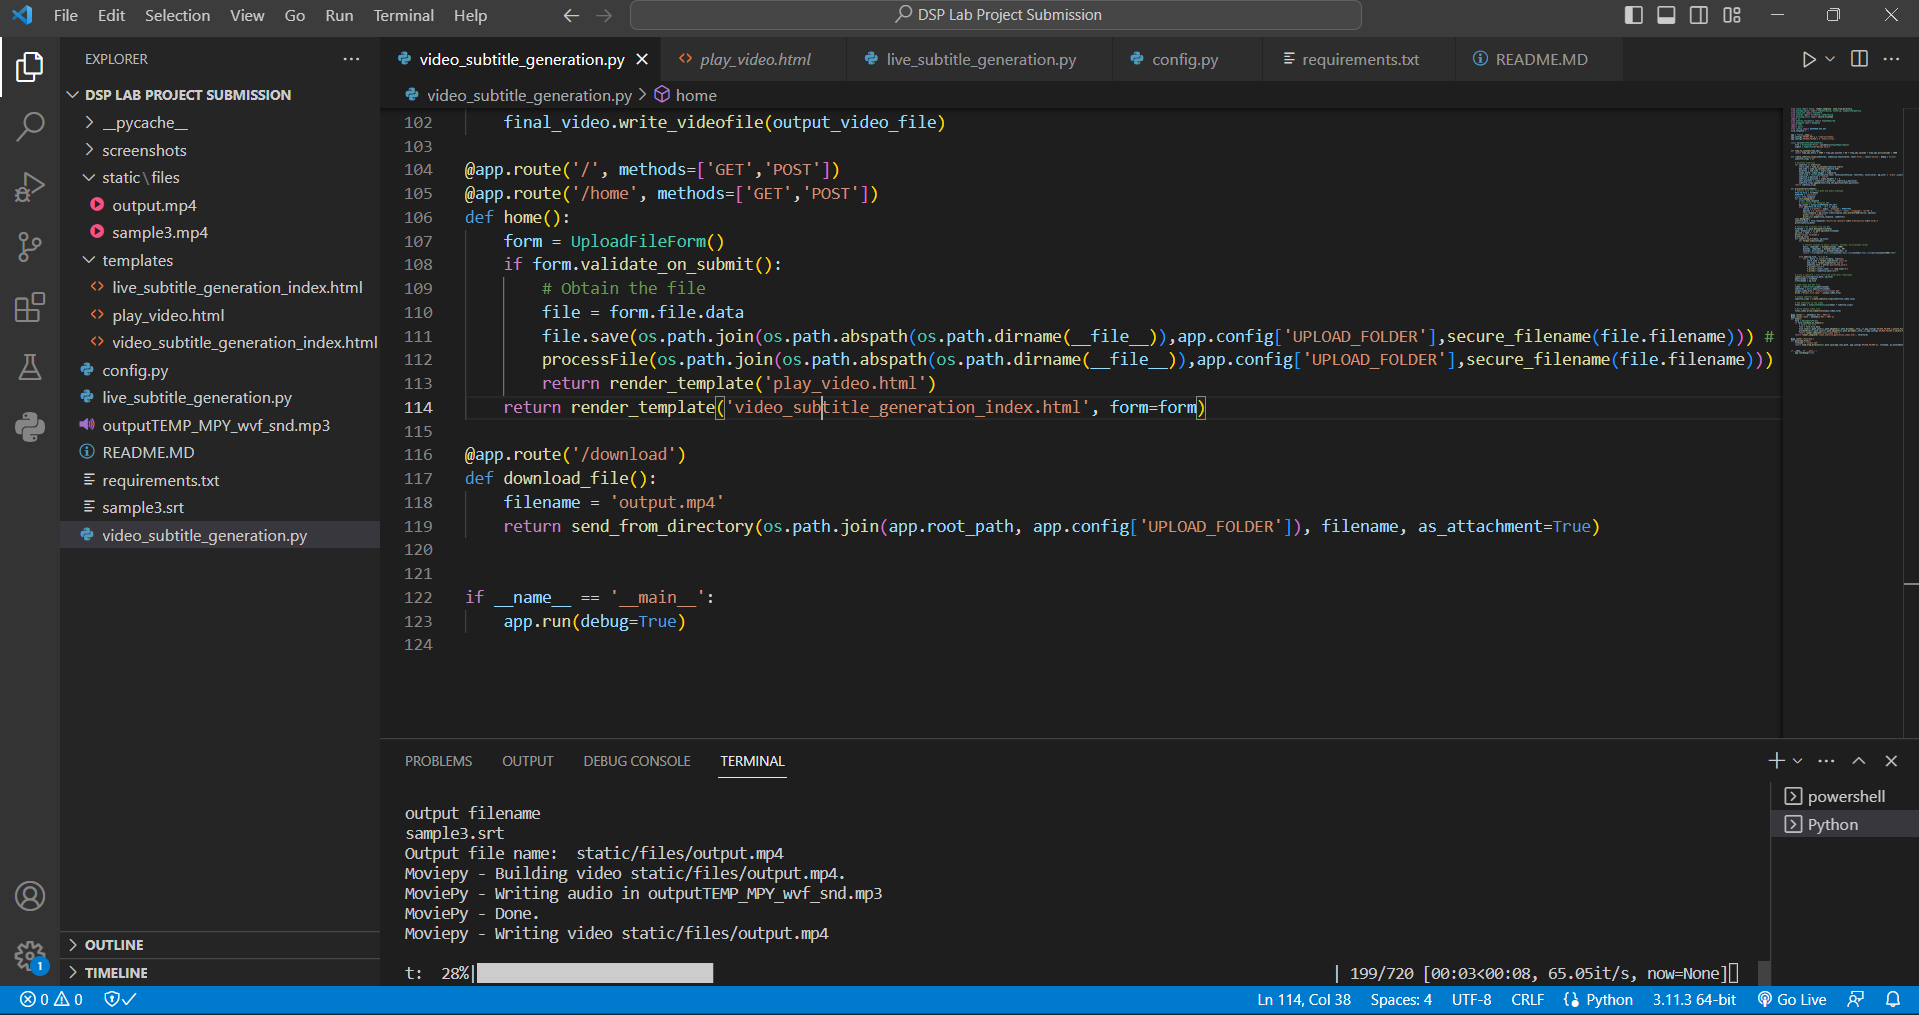 File Edit Selection View Go Run Terminal Help
DSP Lab Project Submission
EXPLORER
video_subtitle_generation.py
play_video.html
live_subtitle_generation.py
config.py
requirements.txt
README.MD
DSP LAB PROJECT SUBMISSION
__pycache__
screenshots
static\files
output.mp4
sample3.mp4
templates
live_subtitle_generation_index.html
play_video.html
video_subtitle_generation_index.html
config.py
live_subtitle_generation.py
outputTEMP_MPY_wvf_snd.mp3
README.MD
requirements.txt
sample3.srt
video_subtitle_generation.py
OUTLINE
TIMELINE
1
video_subtitle_generation.py > home
102     final_video.write_videofile(output_video_file)
103
104 @app.route('/', methods=['GET','POST'])
105 @app.route('/home', methods=['GET','POST'])
106 def home():
107     form = UploadFileForm()
108     if form.validate_on_submit():
109         # Obtain the file
110         file = form.file.data
111         file.save(os.path.join(os.path.abspath(os.path.dirname(__file__)),app.config['UPLOAD_FOLDER'],secure_filename(file.filename))) #
112         processFile(os.path.join(os.path.abspath(os.path.dirname(__file__)),app.config['UPLOAD_FOLDER'],secure_filename(file.filename)))
113         return render_template('play_video.html')
114     return render_template('video_subtitle_generation_index.html', form=form)
115
116 @app.route('/download')
117 def download_file():
118     filename = 'output.mp4'
119     return send_from_directory(os.path.join(app.root_path, app.config['UPLOAD_FOLDER']), filename, as_attachment=True)
120
121
122 if __name__ == '__main__':
123     app.run(debug=True)
124
PROBLEMS OUTPUT DEBUG CONSOLE TERMINAL
powershell
Python
output filename
sample3.srt
Output file name:  static/files/output.mp4
Moviepy - Building video static/files/output.mp4.
MoviePy - Writing audio in outputTEMP_MPY_wvf_snd.mp3
MoviePy - Done.
Moviepy - Writing video static/files/output.mp4
t:  28%| | 199/720 [00:03<00:08, 65.05it/s, now=None]
0 0 Ln 114, Col 38 Spaces: 4 UTF-8 CRLF Python 3.11.3 64-bit Go Live